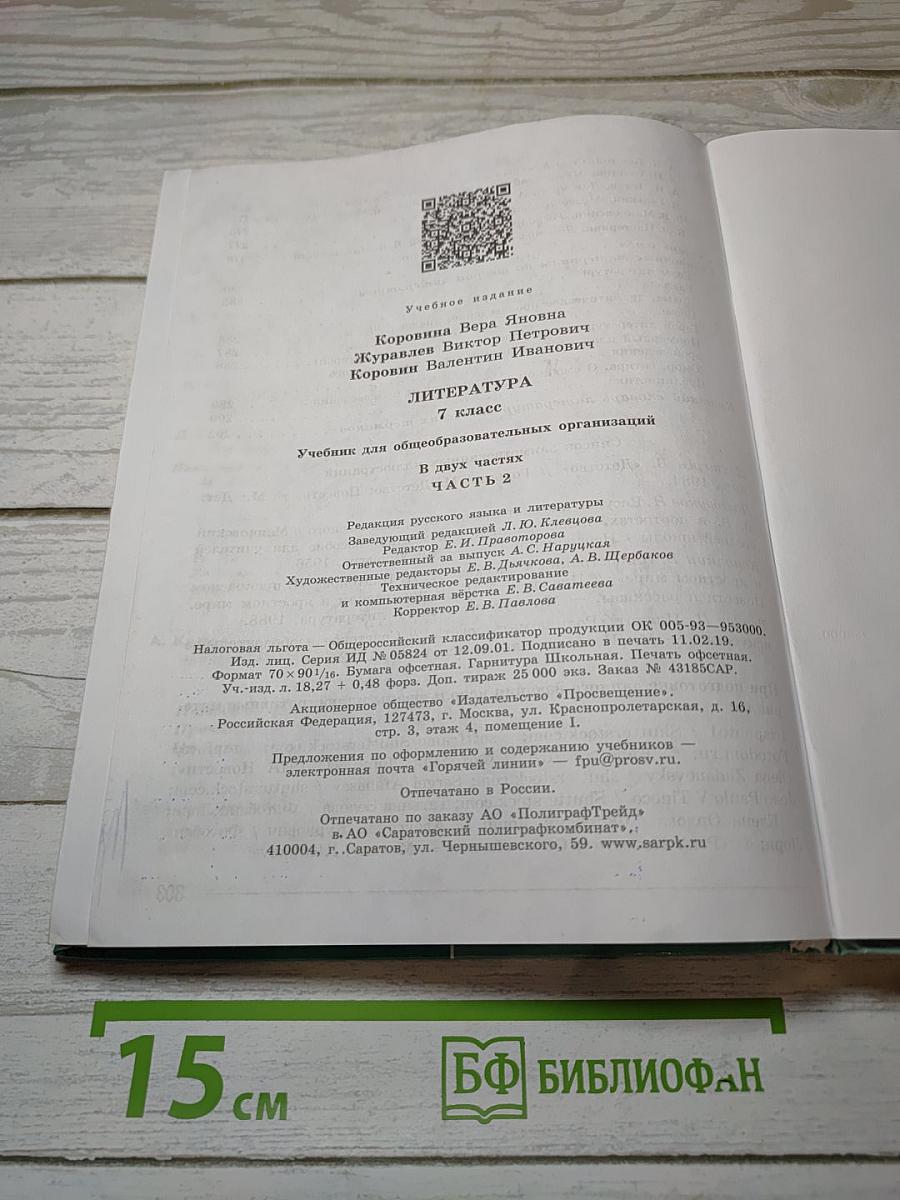 Учебное издание
Коровина Вера Яновна
Журавлев Виктор Петрович
Коровин Валентин Иванович
ЛИТЕРАТУРА
7 класс
Учебник для общеобразовательных организаций
В двух частях
ЧАСТЬ 2
Редакция русского языка и литературы
Заведующий редакцией Л. Ю. Клевцова
Редактор Е. И. Правоторова
Ответственный за выпуск А. С. Наруцкая
Художественные редакторы Е. В. Дьячкова, А. В. Щербаков
Техническое редактирование
и компьютерная вёрстка Е. В. Саватеева
Корректор Е. В. Павлова
Налоговая льгота — Общероссийский классификатор продукции ОК 005-93—953000.
Изд. лиц. Серия ИД № 05824 от 12.09.01. Подписано в печать 11.02.19.
Формат 70 × 90 1/16. Бумага офсетная. Гарнитура Школьная. Печать офсетная.
Уч.-изд. л. 18,27 + 0,48 форз. Доп. тираж 25 000 экз. Заказ № 43185САР.
Акционерное общество «Издательство «Просвещение».
Российская Федерация, 127473, г. Москва, ул. Краснопролетарская, д. 16,
стр. 3, этаж 4, помещение I.
Предложения по оформлению и содержанию учебников —
электронная почта «Горячей линии» — fpu@prosv.ru.
Отпечатано в России.
Отпечатано по заказу АО «ПолиграфТрейд»
в АО «Саратовский полиграфкомбинат».
410004, г. Саратов, ул. Чернышевского, 59. www.sarpk.ru
303
15 см
БФ БИБЛИОФАН